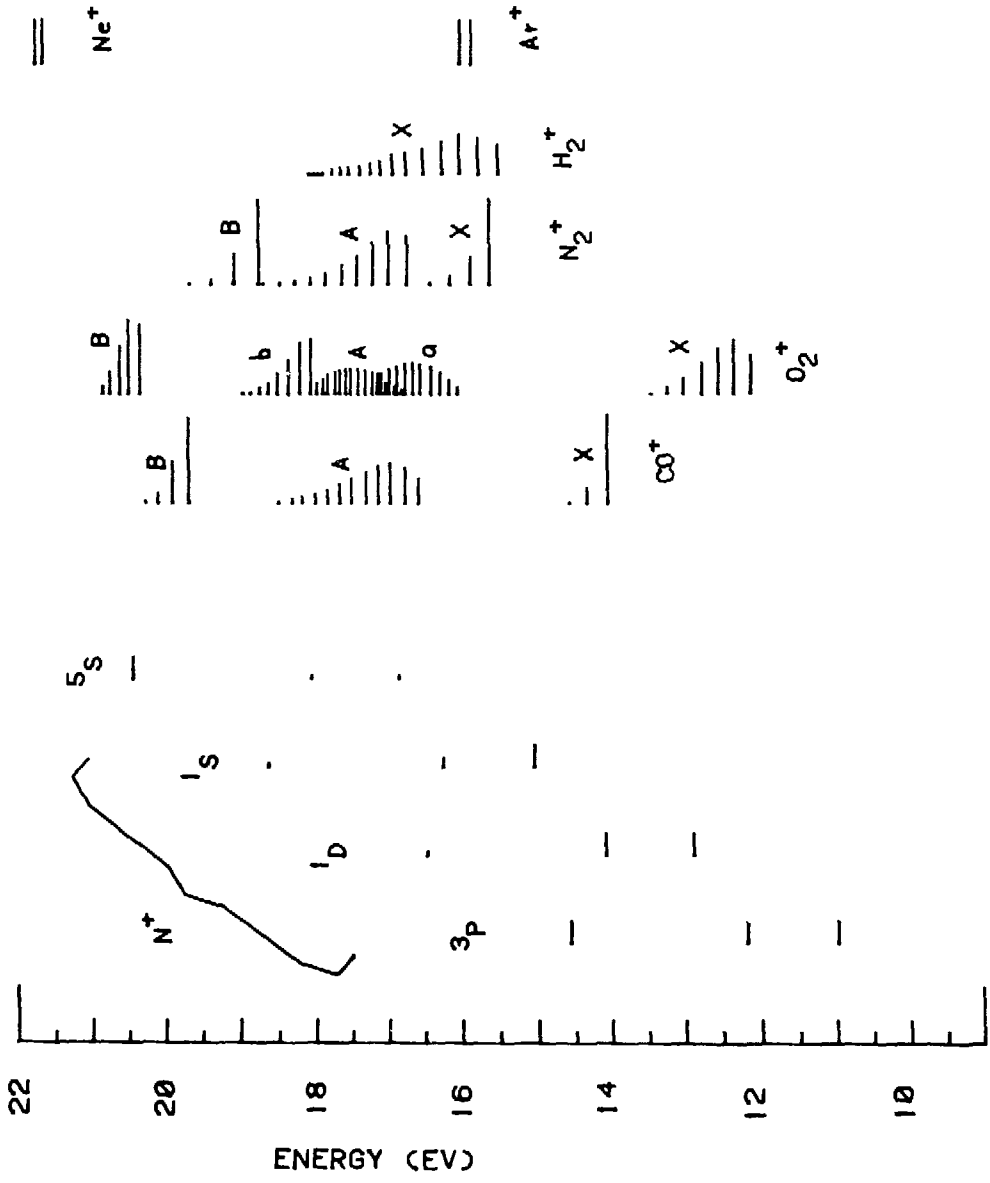 Ne⁺
Ar⁺
X
H₂⁺
B
A
X
N₂⁺
B
b
A
a
X
O₂⁺
B
A
X
CO⁺
⁵S
¹S
¹D
³P
N⁺
22
20
18
16
14
12
10
ENERGY (EV)